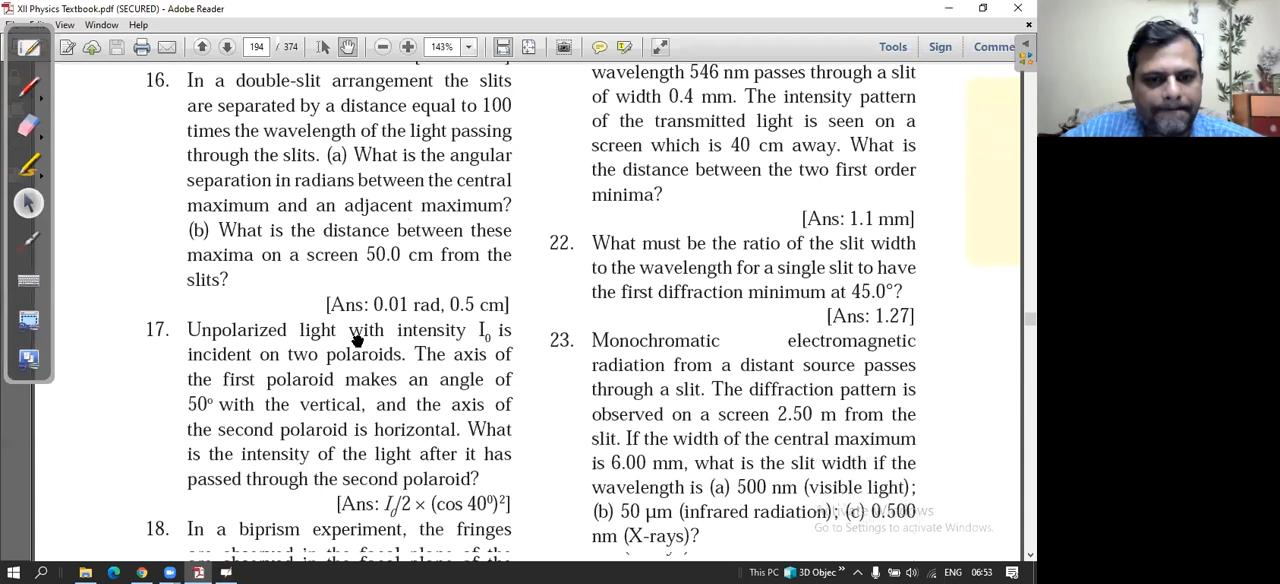 XII Physics Textbook.pdf (SECURED) - Adobe Reader
View Window Help
194 / 374 143% Tools Sign Comme
16. In a double-slit arrangement the slits
are separated by a distance equal to 100
times the wavelength of the light passing
through the slits. (a) What is the angular
separation in radians between the central
maximum and an adjacent maximum?
(b) What is the distance between these
maxima on a screen 50.0 cm from the
slits?
[Ans: 0.01 rad, 0.5 cm]
17. Unpolarized light with intensity I₀ is
incident on two polaroids. The axis of
the first polaroid makes an angle of
50° with the vertical, and the axis of
the second polaroid is horizontal. What
is the intensity of the light after it has
passed through the second polaroid?
[Ans: I₀/2 × (cos 40⁰)²]
18. In a biprism experiment, the fringes
are observed in the focal plane of the
wavelength 546 nm passes through a slit
of width 0.4 mm. The intensity pattern
of the transmitted light is seen on a
screen which is 40 cm away. What is
the distance between the two first order
minima?
[Ans: 1.1 mm]
22. What must be the ratio of the slit width
to the wavelength for a single slit to have
the first diffraction minimum at 45.0°?
[Ans: 1.27]
23. Monochromatic electromagnetic
radiation from a distant source passes
through a slit. The diffraction pattern is
observed on a screen 2.50 m from the
slit. If the width of the central maximum
is 6.00 mm, what is the slit width if the
wavelength is (a) 500 nm (visible light);
(b) 50 µm (infrared radiation); (c) 0.500
nm (X-rays)?
Activate Windows
Go to Settings to activate Windows.
This PC 3D Objec » ENG 06:53